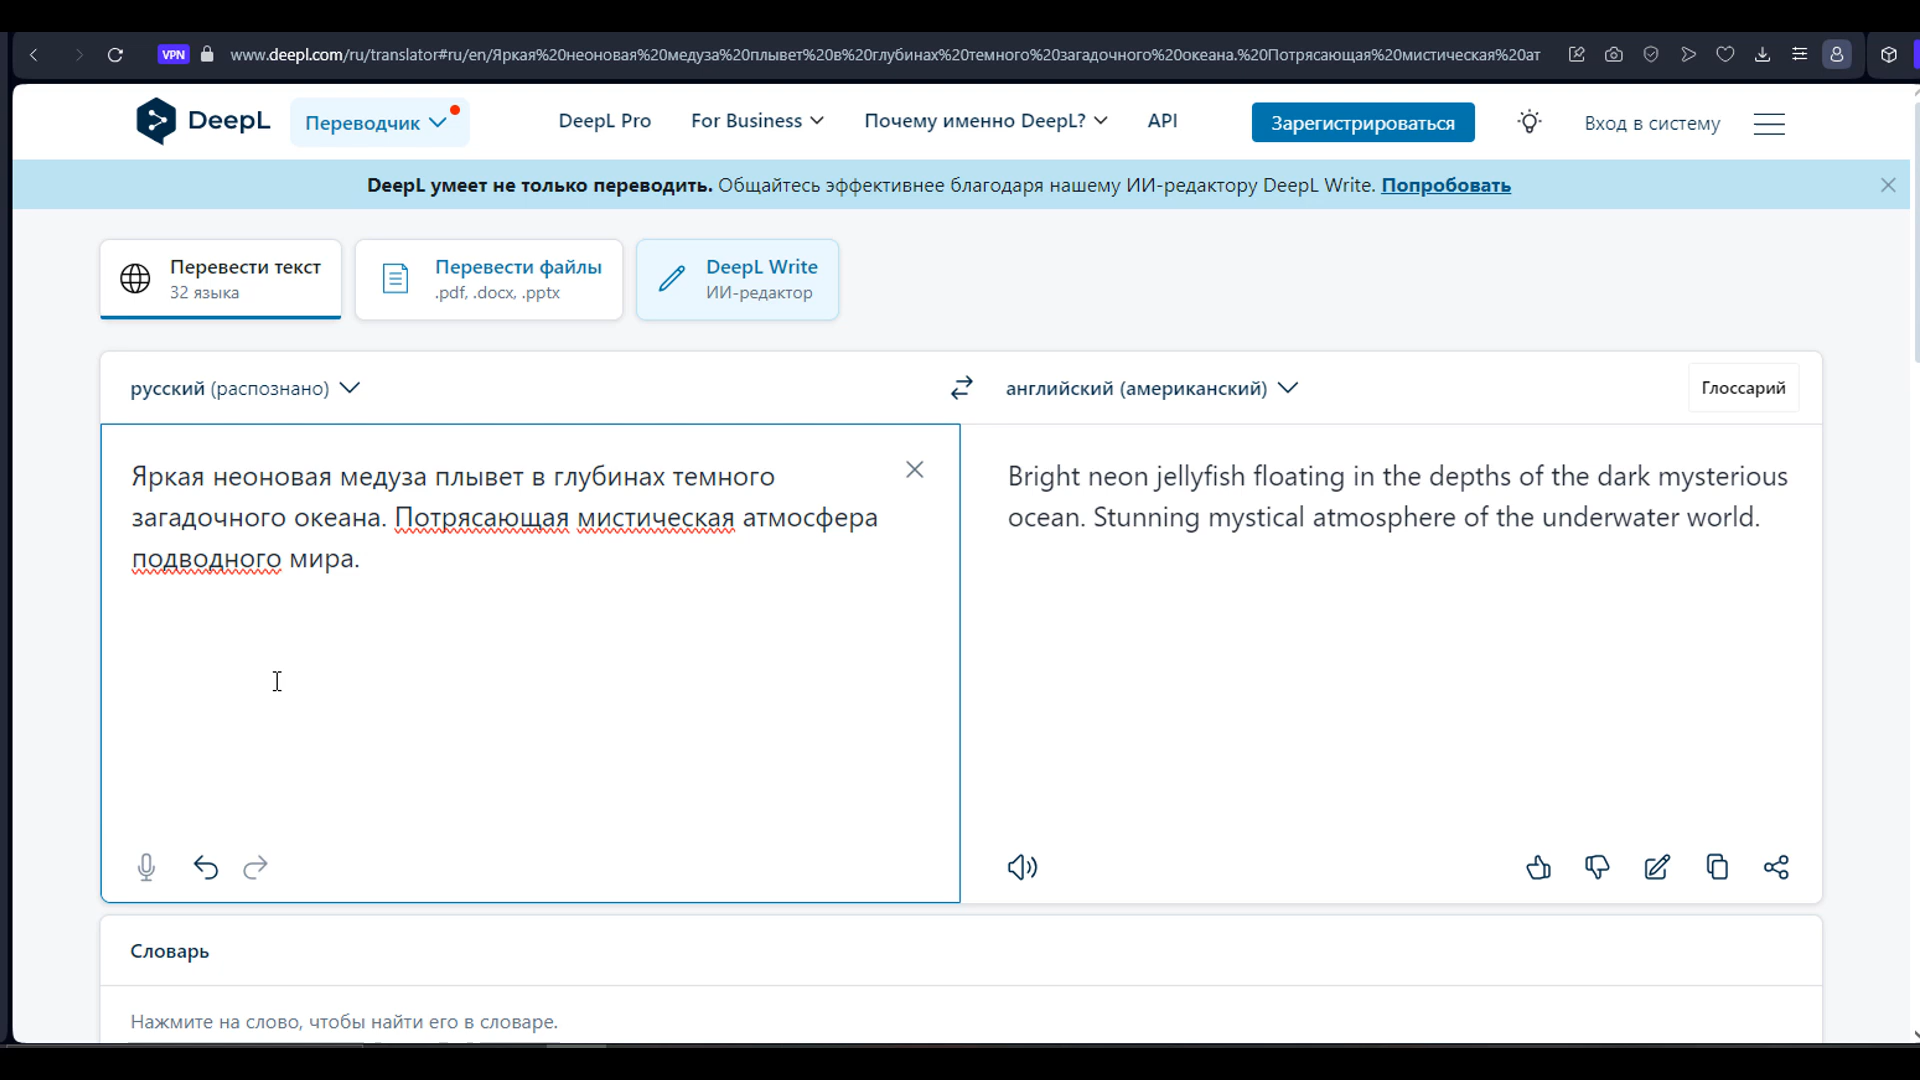 VPN www.deepl.com/ru/translator#ru/en/Яркая%20неоновая%20медуза%20плывет%20в%20глубинах%20темного%20загадочного%20океана.%20Потрясающая%20мистическая%20ат
DeepL Переводчик DeepL Pro For Business Почему именно DeepL? API Зарегистрироваться Вход в систему
DeepL умеет не только переводить. Общайтесь эффективнее благодаря нашему ИИ-редактору DeepL Write. Попробовать
Перевести текст
32 языка
Перевести файлы
.pdf, .docx, .pptx
DeepL Write
ИИ-редактор
русский (распознано)
английский (американский)
Глоссарий
Яркая неоновая медуза плывет в глубинах темного
загадочного океана. Потрясающая мистическая атмосфера
подводного мира.
Bright neon jellyfish floating in the depths of the dark mysterious
ocean. Stunning mystical atmosphere of the underwater world.
Словарь
Нажмите на слово, чтобы найти его в словаре.